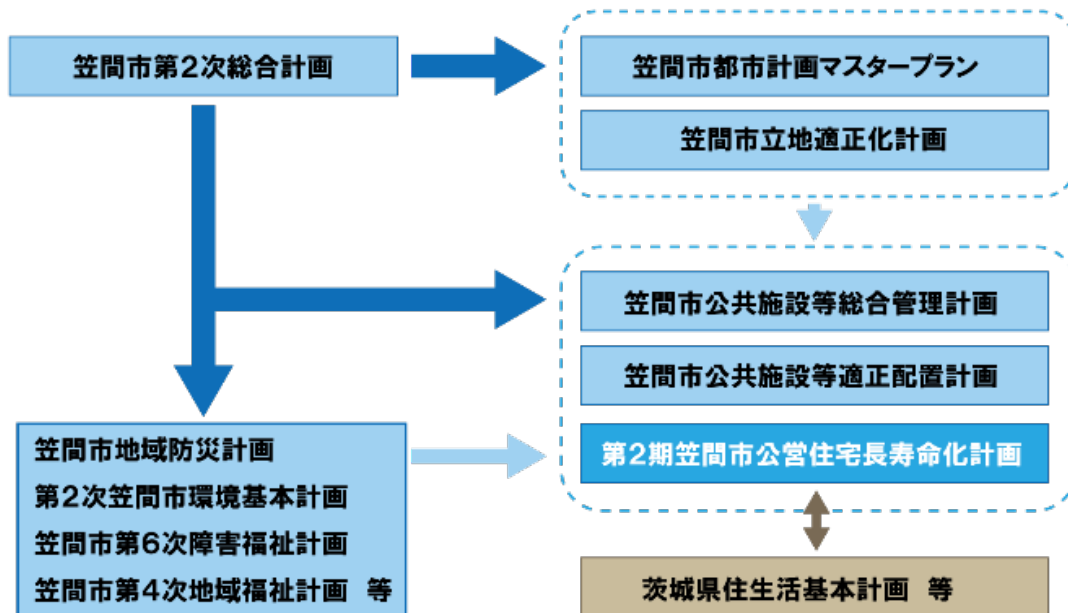 笠間市第2次総合計画
笠間市都市計画マスタープラン
笠間市立地適正化計画
笠間市公共施設等総合管理計画
笠間市公共施設等適正配置計画
第2期笠間市公営住宅長寿命化計画
笠間市地域防災計画
第2次笠間市環境基本計画
笠間市第6次障害福祉計画
笠間市第4次地域福祉計画 等
茨城県住生活基本計画 等